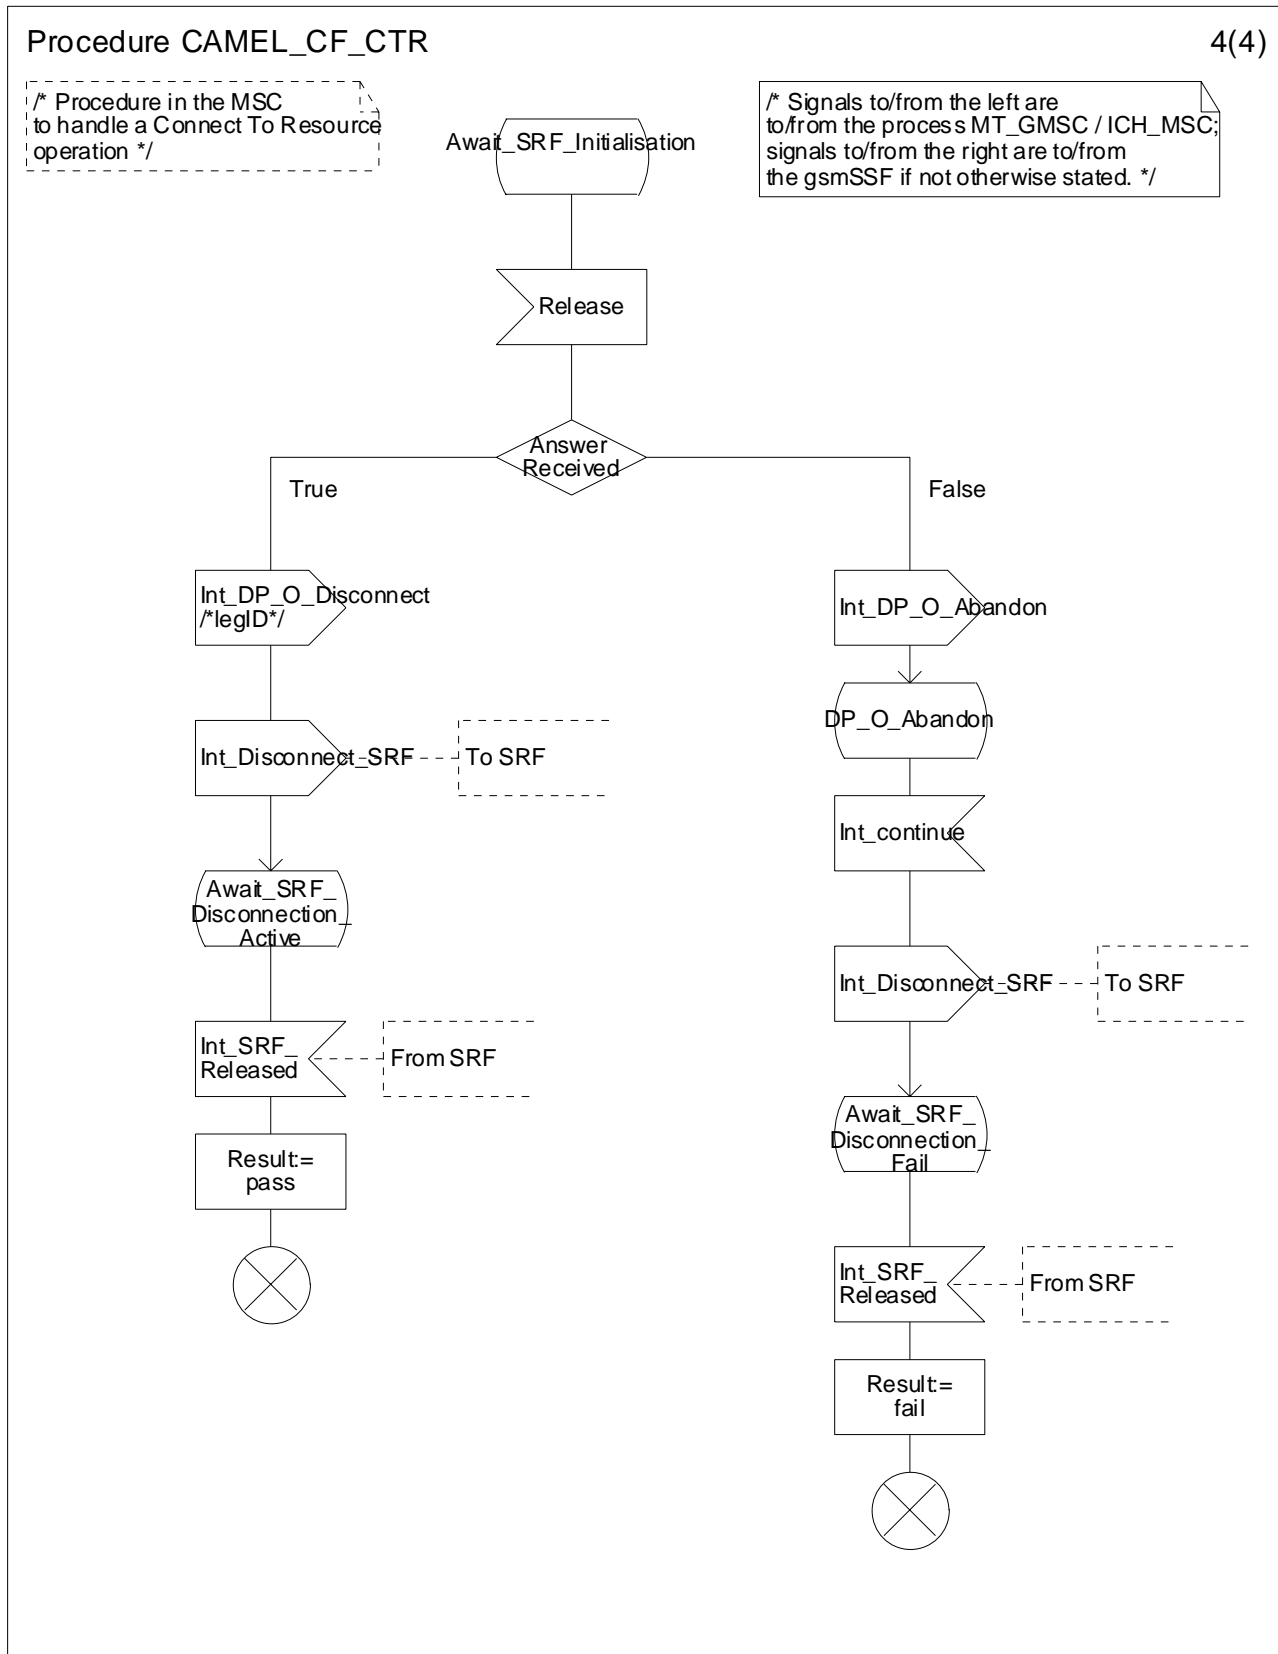 Procedure CAMEL_CF_CTR
4(4)
/* Procedure in the MSC
to handle a Connect To Resource
operation */
/* Signals to/from the left are
to/from the process MT_GMSC / ICH_MSC;
signals to/from the right are to/from
the gsmSSF if not otherwise stated. */
Await_SRF_Initialisation
Release
Answer
Received
True
False
Int_DP_O_Disconnect
/*legID*/
Int_Disconnect_SRF
To SRF
Await_SRF_
Disconnection_
Active
Int_SRF_
Released
From SRF
Result:=
pass
Int_DP_O_Abandon
DP_O_Abandon
Int_continue
Int_Disconnect_SRF
To SRF
Await_SRF_
Disconnection_
Fail
Int_SRF_
Released
From SRF
Result:=
fail